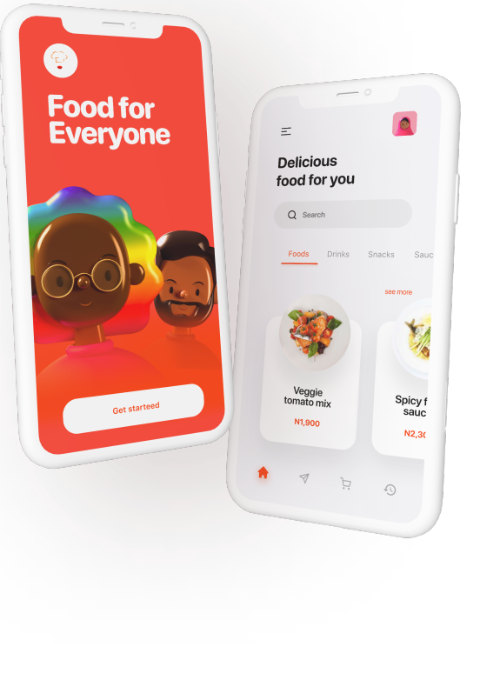 Food for
Everyone
Get starteed
Delicious
food for you
Search
Foods
Drinks
Snacks
Sauc
see more
Veggie
tomato mix
N1,900
Spicy f
sauc
N2,30